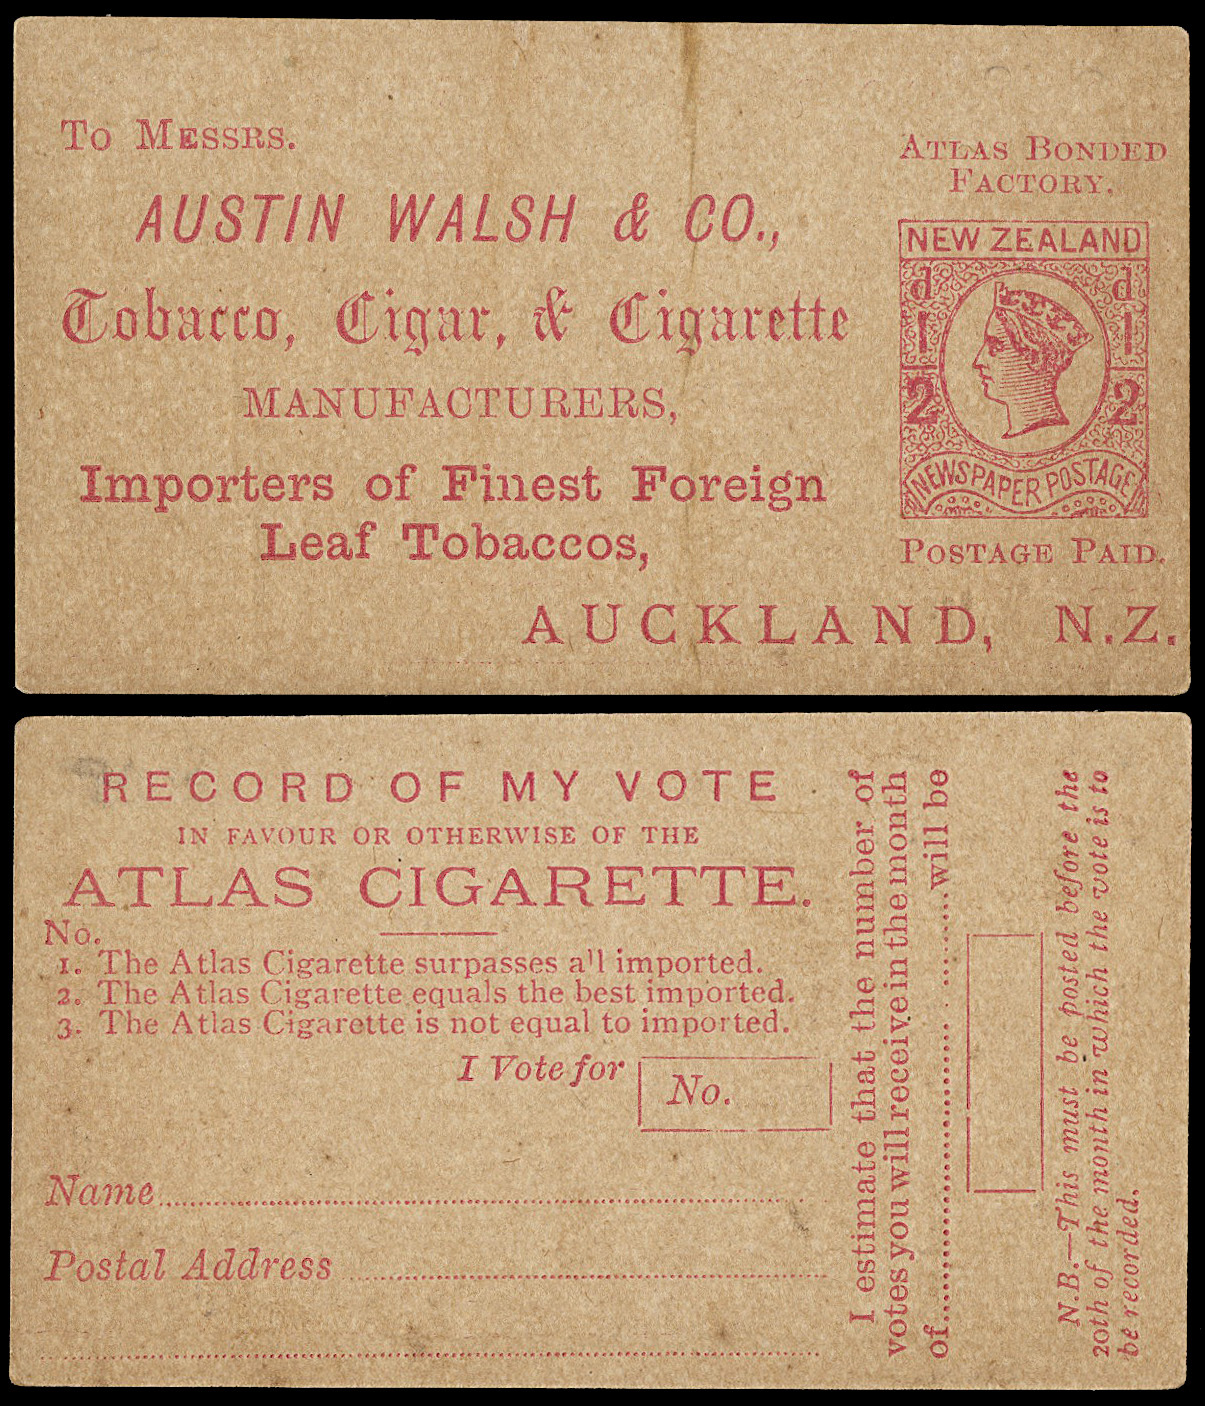 To Messrs.
AUSTIN WALSH & CO.,
Tobacco, Cigar, & Cigarette
MANUFACTURERS,
Importers of Finest Foreign
Leaf Tobaccos,
AUCKLAND, N.Z.
Atlas Bonded
Factory.
NEW ZEALAND
d d
1 1
2 2
NEWSPAPER POSTAGE
Postage Paid.
RECORD OF MY VOTE
IN FAVOUR OR OTHERWISE OF THE
ATLAS CIGARETTE.
No.
1. The Atlas Cigarette surpasses all imported.
2. The Atlas Cigarette equals the best imported.
3. The Atlas Cigarette is not equal to imported.
I Vote for No.
Name
Postal Address
I estimate that the number of
votes you will receive in the month
of will be
N.B.—This must be posted before the
20th of the month in which the vote is to
be recorded.